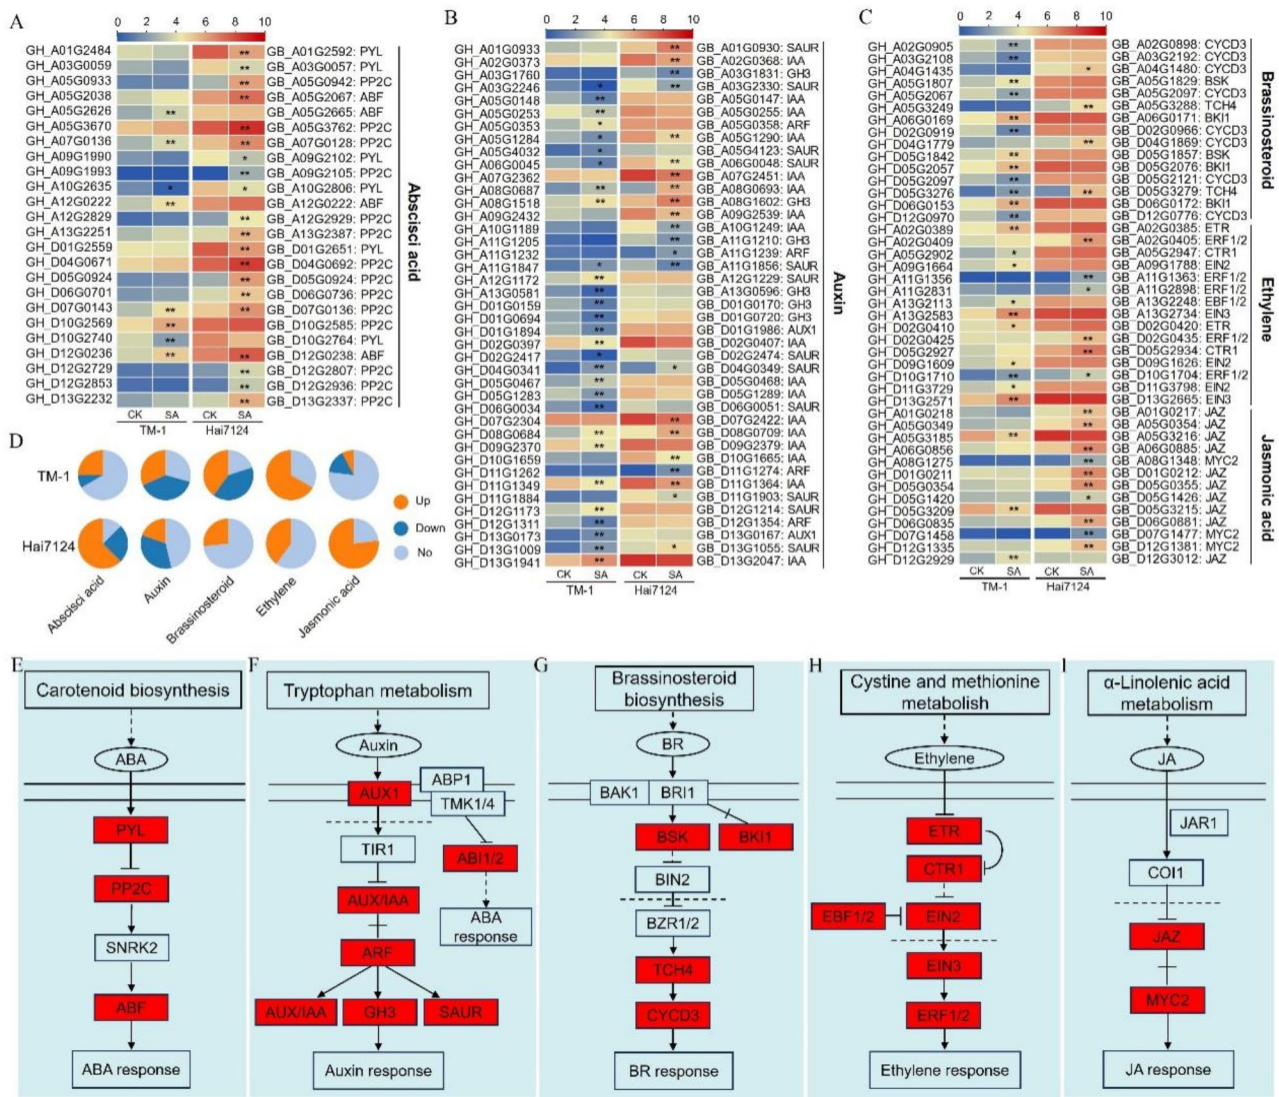 A
0 2 4 6 8 10
GH_A01G2484 ** GB_A01G2592: PYL
GH_A03G0059 ** GB_A03G0057: PYL
GH_A05G0933 ** GB_A05G0942: PP2C
GH_A05G2038 ** GB_A05G2067: ABF
GH_A05G2626 ** GB_A05G2665: ABF
GH_A05G3670 ** GB_A05G3762: PP2C
GH_A07G0136 ** ** GB_A07G0128: PP2C
GH_A09G1990 * GB_A09G2102: PYL
GH_A09G1993 ** GB_A09G2105: PP2C
GH_A10G2635 * * GB_A10G2806: PYL
GH_A12G0222 ** GB_A12G0222: ABF
GH_A12G2829 ** GB_A12G2929: PP2C
GH_A13G2251 ** GB_A13G2387: PP2C
GH_D01G2559 ** GB_D01G2651: PYL
GH_D04G0671 ** GB_D04G0692: PP2C
GH_D05G0924 ** GB_D05G0924: PP2C
GH_D06G0701 ** GB_D06G0736: PP2C
GH_D07G0143 ** ** GB_D07G0136: PP2C
GH_D10G2569 ** GB_D10G2585: PP2C
GH_D10G2740 ** GB_D10G2764: PYL
GH_D12G0236 ** ** GB_D12G0238: ABF
GH_D12G2729 ** GB_D12G2807: PP2C
GH_D12G2853 ** GB_D12G2936: PP2C
GH_D13G2232 ** GB_D13G2337: PP2C
Abscisci acid
CK SA CK SA
TM-1 Hai7124
B
0 2 4 6 8 10
GH_A01G0933 ** GB_A01G0930: SAUR
GH_A02G0373 ** GB_A02G0368: IAA
GH_A03G1760 ** GB_A03G1831: GH3
GH_A03G2246 * ** GB_A03G2330: SAUR
GH_A05G0148 ** GB_A05G0147: IAA
GH_A05G0253 ** GB_A05G0255: IAA
GH_A05G0353 * GB_A05G0358: ARF
GH_A05G1284 * ** GB_A05G1290: IAA
GH_A05G4032 * GB_A05G4123: SAUR
GH_A06G0045 * ** GB_A06G0048: SAUR
GH_A07G2362 ** GB_A07G2451: IAA
GH_A08G0687 ** ** GB_A08G0693: IAA
GH_A08G1518 ** ** GB_A08G1602: GH3
GH_A09G2432 ** GB_A09G2539: IAA
GH_A10G1189 ** GB_A10G1249: IAA
GH_A11G1205 ** GB_A11G1210: GH3
GH_A11G1232 * GB_A11G1239: ARF
GH_A11G1847 * ** GB_A11G1856: SAUR
GH_A12G1172 ** GB_A12G1229: SAUR
GH_A13G0581 ** GB_A13G0596: GH3
GH_D01G0159 ** GB_D01G0170: GH3
GH_D01G0694 ** GB_D01G0720: GH3
GH_D01G1894 ** GB_D01G1986: AUX1
GH_D02G0397 ** GB_D02G0407: IAA
GH_D02G2417 * GB_D02G2474: SAUR
GH_D04G0341 ** * GB_D04G0349: SAUR
GH_D05G0467 ** GB_D05G0468: IAA
GH_D05G1283 ** GB_D05G1289: IAA
GH_D06G0034 ** GB_D06G0051: SAUR
GH_D07G2304 ** GB_D07G2422: IAA
GH_D08G0684 ** ** GB_D08G0709: IAA
GH_D09G2370 ** GB_D09G2379: IAA
GH_D10G1659 ** GB_D10G1665: IAA
GH_D11G1262 ** GB_D11G1274: ARF
GH_D11G1349 ** ** GB_D11G1364: IAA
GH_D11G1884 * GB_D11G1903: SAUR
GH_D12G1173 ** GB_D12G1214: SAUR
GH_D12G1311 ** GB_D12G1354: ARF
GH_D13G0173 ** GB_D13G0167: AUX1
GH_D13G1009 ** * GB_D13G1055: SAUR
GH_D13G1941 ** GB_D13G2047: IAA
Auxin
CK SA CK SA
TM-1 Hai7124
C
0 2 4 6 8 10
GH_A02G0905 ** GB_A02G0898: CYCD3
GH_A03G2108 ** GB_A03G2192: CYCD3
GH_A04G1435 * GB_A04G1480: CYCD3
GH_A05G1807 ** GB_A05G1829: BSK
GH_A05G2067 ** GB_A05G2097: CYCD3
GH_A05G3249 ** GB_A05G3288: TCH4
GH_A06G0169 ** GB_A06G0171: BKI1
GH_D02G0919 ** GB_D02G0966: CYCD3
GH_D04G1779 ** GB_D04G1869: CYCD3
GH_D05G1842 ** GB_D05G1857: BSK
GH_D05G2057 ** GB_D05G2076: BKI1
GH_D05G2097 ** GB_D05G2121: CYCD3
GH_D05G3276 ** ** GB_D05G3279: TCH4
GH_D06G0153 ** GB_D06G0172: BKI1
GH_D12G0970 ** GB_D12G0776: CYCD3
GH_A02G0389 ** GB_A02G0385: ETR
GH_A02G0409 ** GB_A02G0405: ERF1/2
GH_A05G2902 * GB_A05G2947: CTR1
GH_A09G1664 * GB_A09G1788: EIN2
GH_A11G1356 ** GB_A11G1363: ERF1/2
GH_A11G2831 * GB_A11G2898: ERF1/2
GH_A13G2113 * GB_A13G2248: EBF1/2
GH_A13G2583 ** GB_A13G2734: EIN3
GH_D02G0410 * GB_D02G0420: ETR
GH_D02G0425 ** GB_D02G0435: ERF1/2
GH_D05G2927 ** GB_D05G2934: CTR1
GH_D09G1609 * GB_D09G1626: EIN2
GH_D10G1710 ** * GB_D10G1704: ERF1/2
GH_D11G3729 * GB_D11G3798: EIN2
GH_D13G2571 ** GB_D13G2665: EIN3
GH_A01G0218 ** GB_A01G0217: JAZ
GH_A05G0349 ** GB_A05G0354: JAZ
GH_A05G3185 ** GB_A05G3216: JAZ
GH_A06G0856 ** GB_A06G0885: JAZ
GH_A08G1275 ** GB_A08G1348: MYC2
GH_D01G0211 ** GB_D01G0212: JAZ
GH_D05G0354 ** GB_D05G0355: JAZ
GH_D05G1420 * GB_D05G1426: JAZ
GH_D05G3209 ** GB_D05G3215: JAZ
GH_D06G0835 ** GB_D06G0881: JAZ
GH_D07G1458 ** GB_D07G1477: MYC2
GH_D12G1335 ** GB_D12G1381: MYC2
GH_D12G2929 ** GB_D12G3012: JAZ
Brassinosteroid
Ethylene
Jasmonic acid
CK SA CK SA
TM-1 Hai7124
D
TM-1
Hai7124
Up
Down
No
Abscisci acid
Auxin
Brassinosteroid
Ethylene
Jasmonic acid
E
Carotenoid biosynthesis
ABA
PYL
PP2C
SNRK2
ABF
ABA response
F
Tryptophan metabolism
Auxin
AUX1
ABP1
TMK1/4
TIR1
ABI1/2
AUX/IAA
ABA
response
ARF
AUX/IAA GH3 SAUR
Auxin response
G
Brassinosteroid
biosynthesis
BR
BAK1 BRI1
BSK BKI1
BIN2
BZR1/2
TCH4
CYCD3
BR response
H
Cystine and methionine
metabolish
Ethylene
ETR
CTR1
EBF1/2 EIN2
EIN3
ERF1/2
Ethylene response
I
α-Linolenic acid
metabolism
JA
JAR1
COI1
JAZ
MYC2
JA response